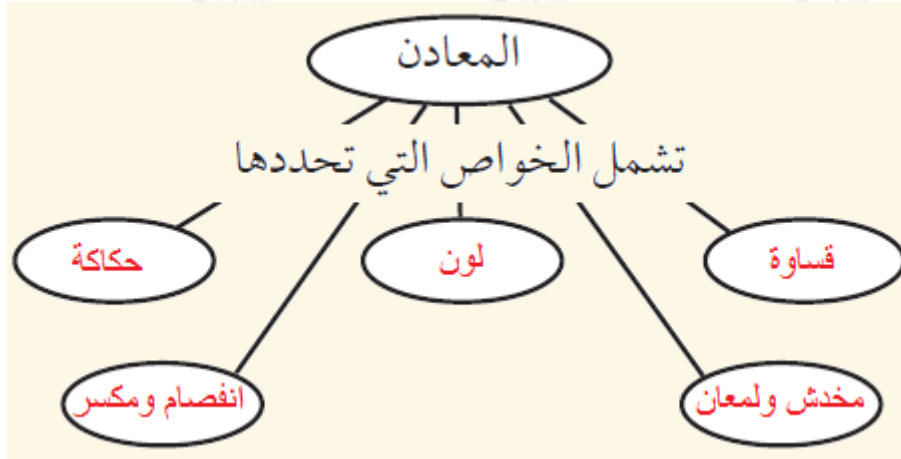 المعادن
تشمل الخواص التي تحددها
قساوة
لون
حكاكة
مخدش ولمعان
انفصام ومكسر